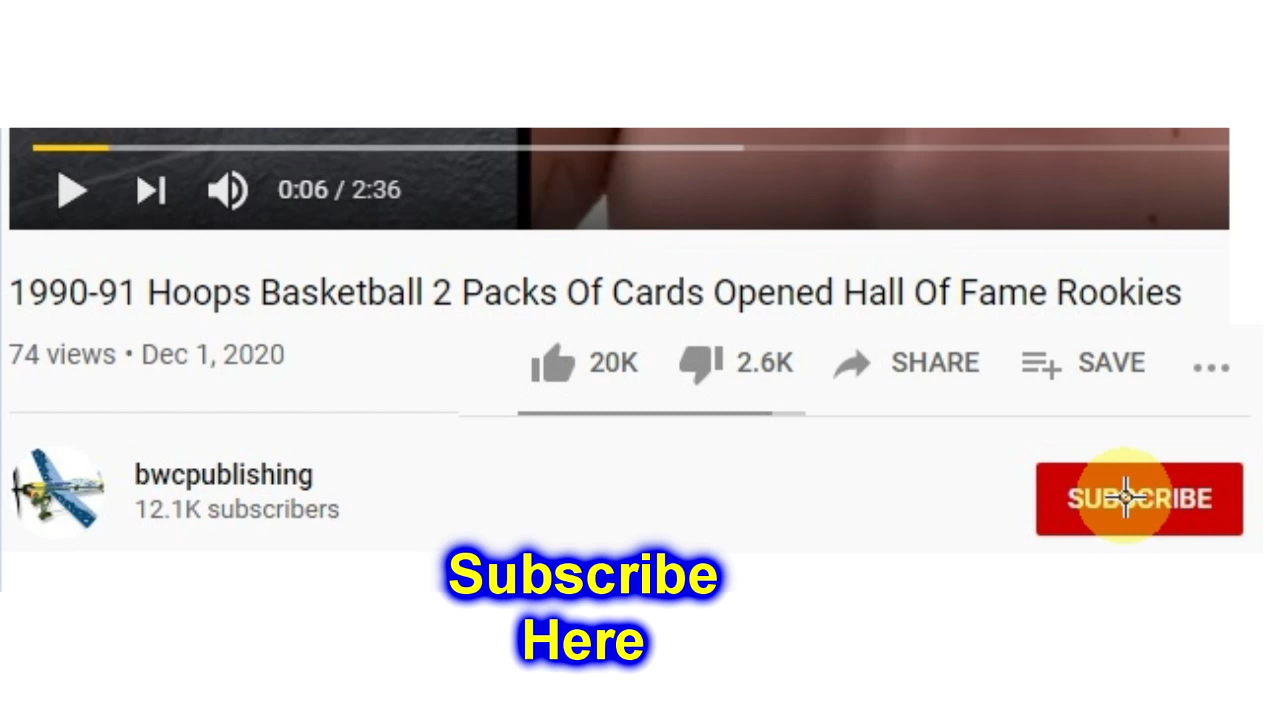 0:06 / 2:36
1990-91 Hoops Basketball 2 Packs Of Cards Opened Hall Of Fame Rookies
74 views • Dec 1, 2020
20K 2.6K SHARE SAVE
bwcpublishing
12.1K subscribers
SUBSCRIBE
Subscribe
Here